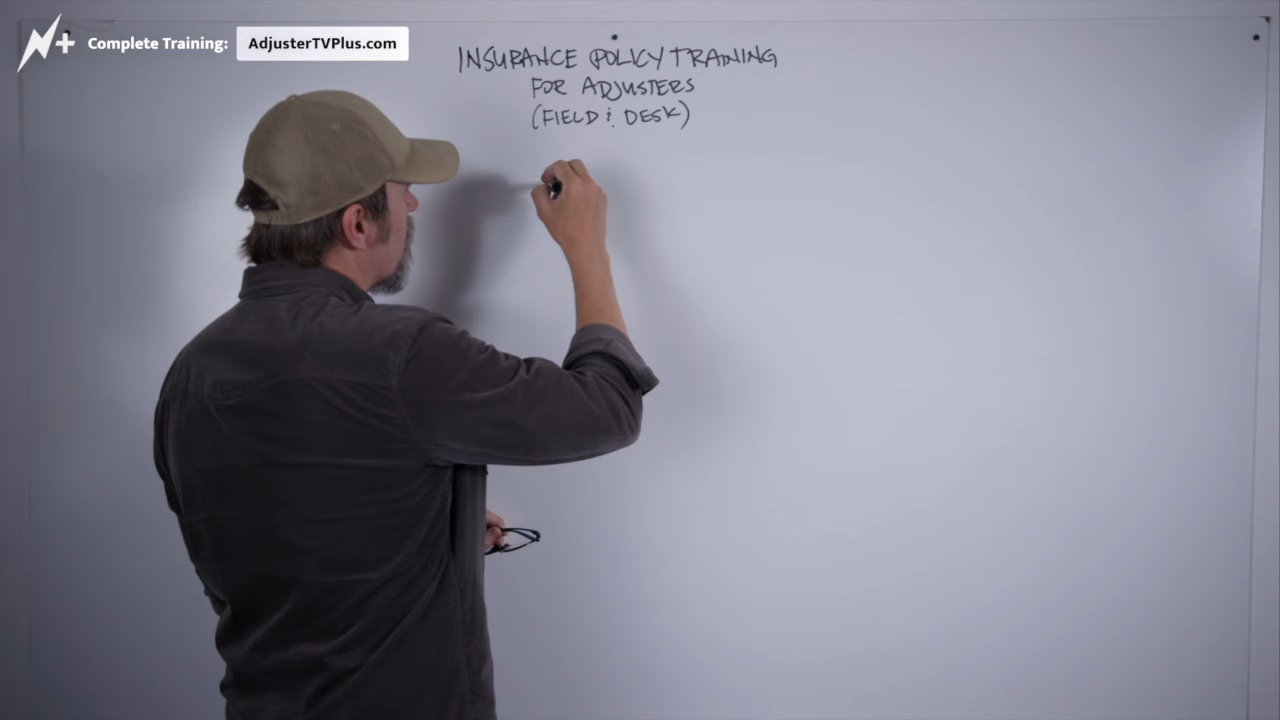 Complete Training: AdjusterTVPlus.com
INSURANCE POLICY TRAINING
FOR ADJUSTERS
(FIELD & DESK)